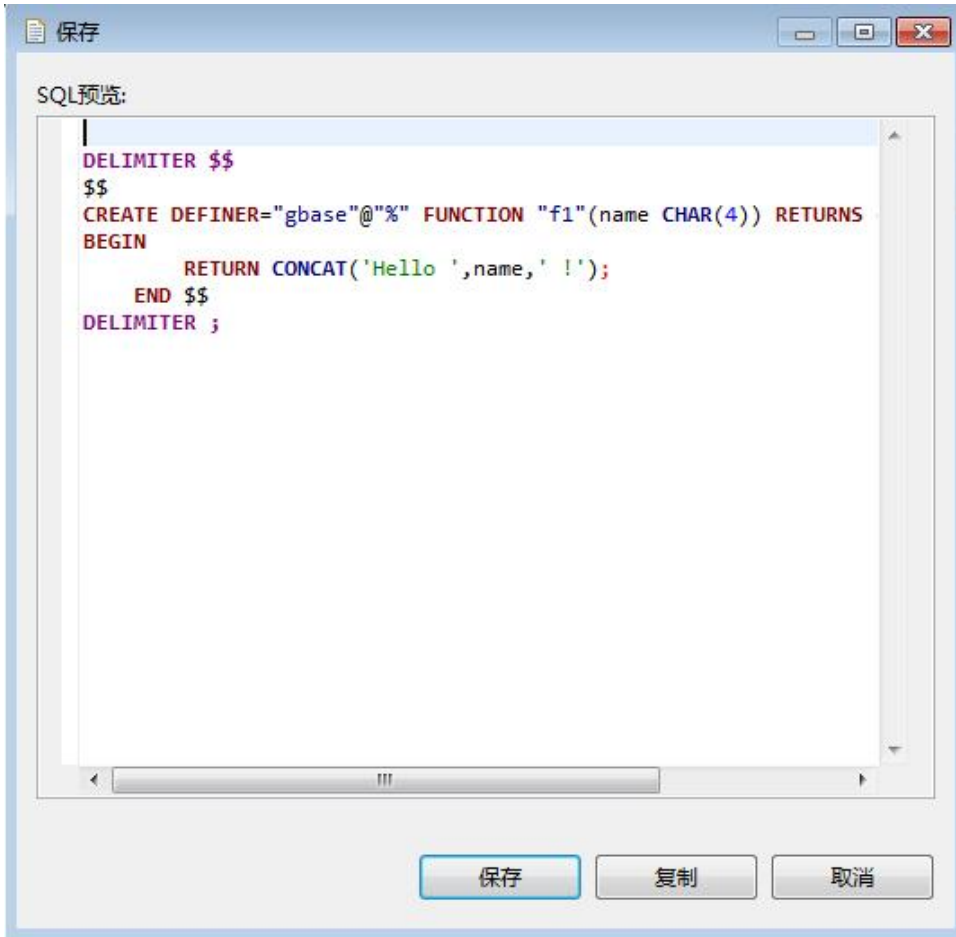 保存
SQL预览:
DELIMITER $$
$$
CREATE DEFINER="gbase"@"%" FUNCTION "f1"(name CHAR(4)) RETURNS
BEGIN
        RETURN CONCAT('Hello ',name,' !');
    END $$
DELIMITER ;
保存 复制 取消